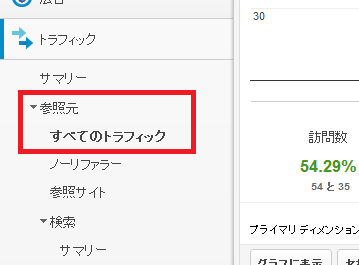 トラフィック
サマリー
参照元
すべてのトラフィック
ノーリファラー
参照サイト
検索
サマリー
30
訪問数
54.29%
54 と 35
プライマリ ディメンション
グラフに表示